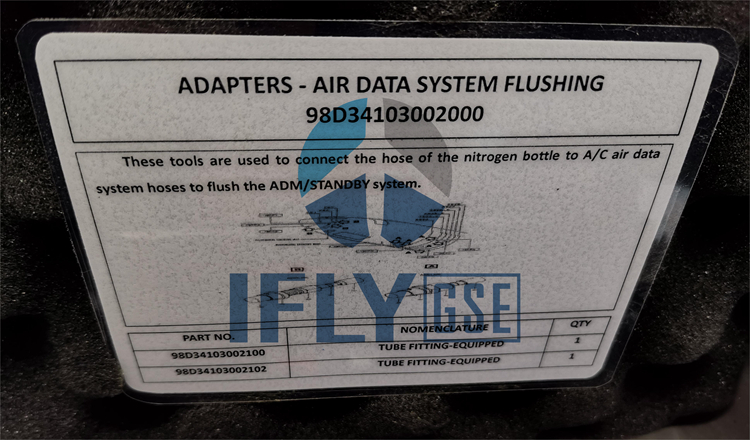 ADAPTERS - AIR DATA SYSTEM FLUSHING
98D34103002000
These tools are used to connect the hose of the nitrogen bottle to A/C air data
system hoses to flush the ADM/STANDBY system.
IFLY GSE
PART NO. NOMENCLATURE QTY
98D34103002100 TUBE FITTING-EQUIPPED 1
98D34103002102 TUBE FITTING-EQUIPPED 1